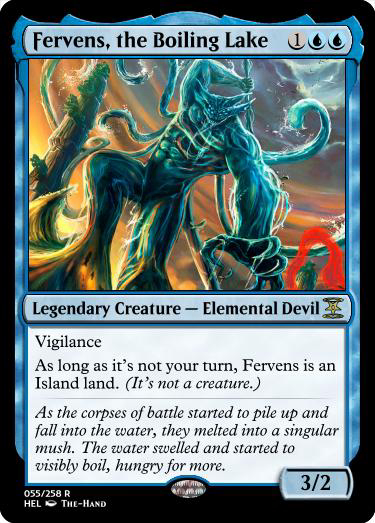 Fervens, the Boiling Lake 1
Legendary Creature — Elemental Devil
Vigilance
As long as it's not your turn, Fervens is an
Island land. (It's not a creature.)
As the corpses of battle started to pile up and
fall into the water, they melted into a singular
mush. The water swelled and started to
visibly boil, hungry for more.
3/2
055/258 R
HEL The-Hand